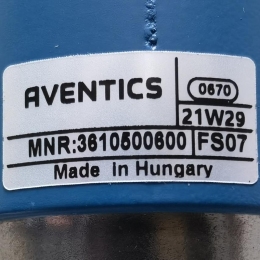 AVENTICS
0670
21W29
MNR:3610500600 FS07
Made in Hungary